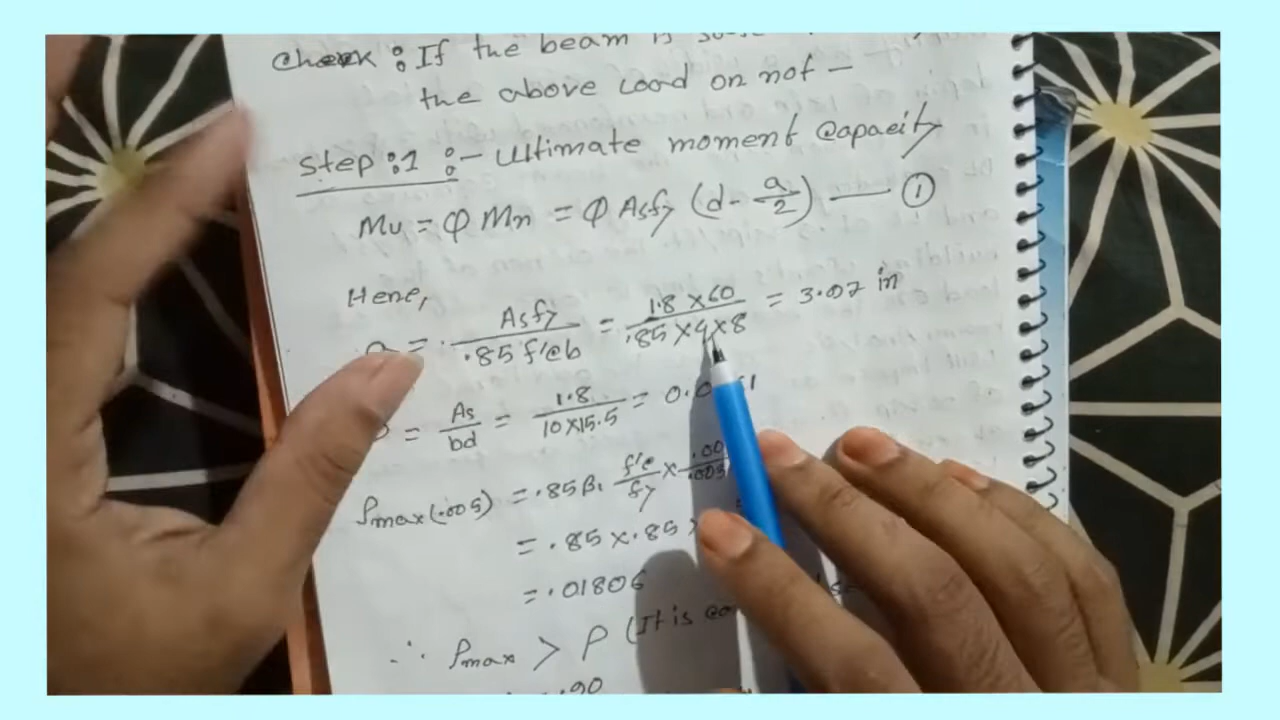 Check : If the beam is
the above load on not –
Step :1 :- Ultimate moment Capacity
Mu = φ Mn = φ Asfy (d - a/2) — ①
Here,
a = Asfy/.85 f'cb = 1.8 x 60/.85 x 4 x 8 = 3.07 in
= As/bd = 1.8/10 x 15.5 = 0.0
ρmax(.005) = .85 β1 f'c/fy x
= .85 x .85 x
= .01806
∴ ρmax > ρ (It is
.90